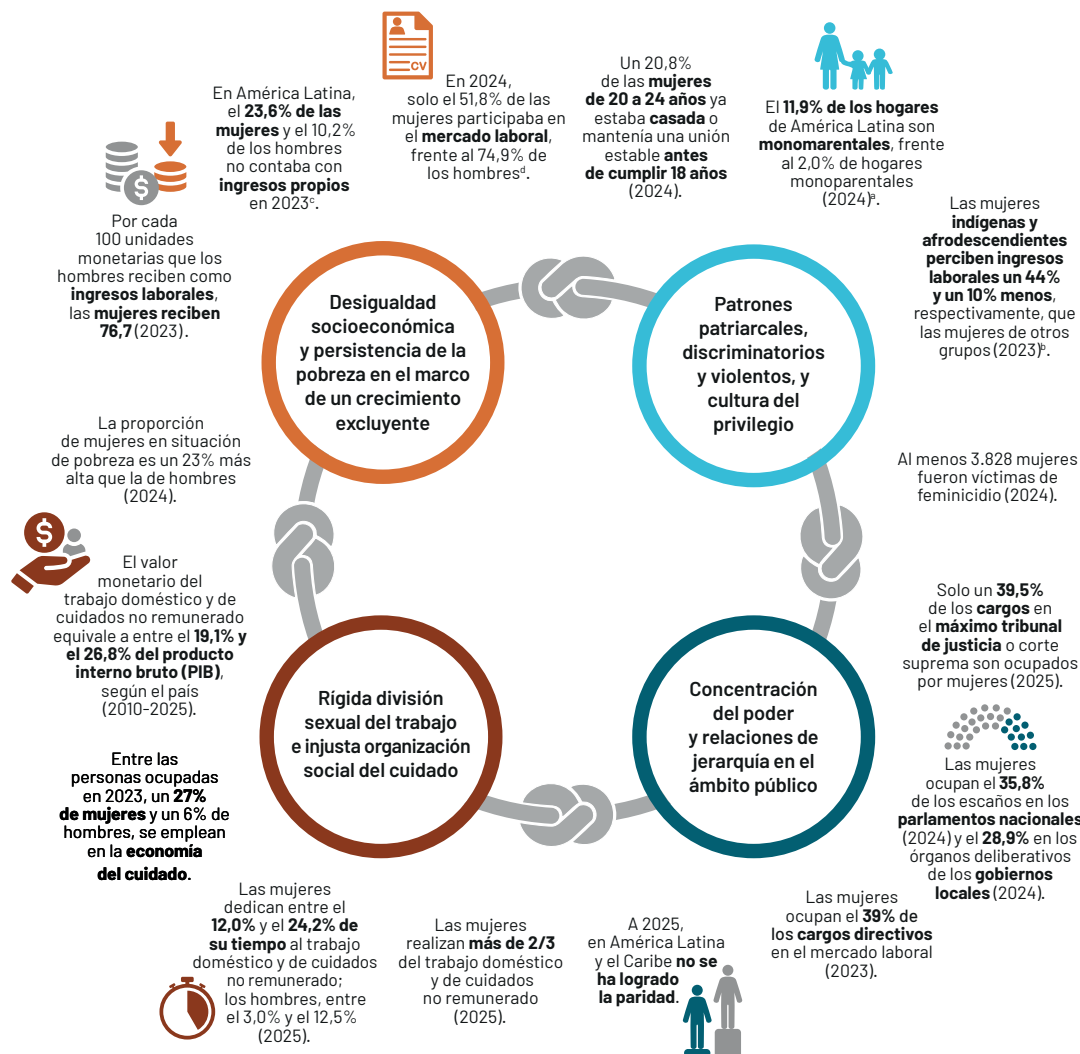 CV
En América Latina,
el 23,6% de las
mujeres y el 10,2%
de los hombres
no contaba con
ingresos propios
en 2023ᶜ.
En 2024,
solo el 51,8% de las
mujeres participaba en
el mercado laboral,
frente al 74,9% de
los hombresᵈ.
Un 20,8%
de las mujeres
de 20 a 24 años ya
estaba casada o
mantenía una unión
estable antes
de cumplir 18 años
(2024).
El 11,9% de los hogares
de América Latina son
monomarentales, frente
al 2,0% de hogares
monoparentales
(2024)ᵃ.
$
Por cada
100 unidades
monetarias que los
hombres reciben como
ingresos laborales,
las mujeres reciben
76,7 (2023).
Las mujeres
indígenas y
afrodescendientes
perciben ingresos
laborales un 44%
y un 10% menos,
respectivamente, que
las mujeres de otros
grupos (2023)ᵇ.
Desigualdad
socioeconómica
y persistencia de la
pobreza en el marco
de un crecimiento
excluyente
Patrones
patriarcales,
discriminatorios
y violentos, y
cultura del
privilegio
La proporción
de mujeres en situación
de pobreza es un 23% más
alta que la de hombres
(2024).
Al menos 3.828 mujeres
fueron víctimas de
feminicidio (2024).
$
El valor
monetario del
trabajo doméstico y de
cuidados no remunerado
equivale a entre el 19,1% y
el 26,8% del producto
interno bruto (PIB),
según el país
(2010-2025).
Solo un 39,5%
de los cargos en
el máximo tribunal
de justicia o corte
suprema son ocupados
por mujeres (2025).
Rígida división
sexual del trabajo
e injusta organización
social del cuidado
Concentración
del poder
y relaciones de
jerarquía en el
ámbito público
Entre las
personas ocupadas
en 2023, un 27%
de mujeres y un 6% de
hombres, se emplean
en la economía
del cuidado.
Las mujeres
ocupan el 35,8%
de los escaños en los
parlamentos nacionales
(2024) y el 28,9% en los
órganos deliberativos
de los gobiernos
locales (2024).
Las mujeres
dedican entre el
12,0% y el 24,2% de
su tiempo al trabajo
doméstico y de cuidados
no remunerado;
los hombres, entre
el 3,0% y el 12,5%
(2025).
Las mujeres
realizan más de 2/3
del trabajo doméstico
y de cuidados
no remunerado
(2025).
A 2025,
en América Latina
y el Caribe no se
ha logrado
la paridad.
Las mujeres
ocupan el 39% de
los cargos directivos
en el mercado laboral
(2023).